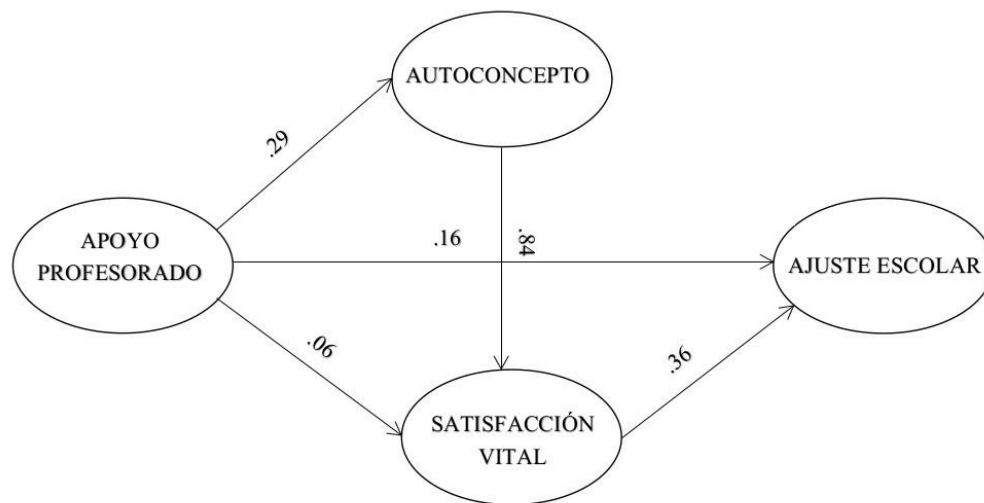 AUTOCONCEPTO
.29
APOYO
PROFESORADO
.16
.84
AJUSTE ESCOLAR
.06
.36
SATISFACCIÓN
VITAL